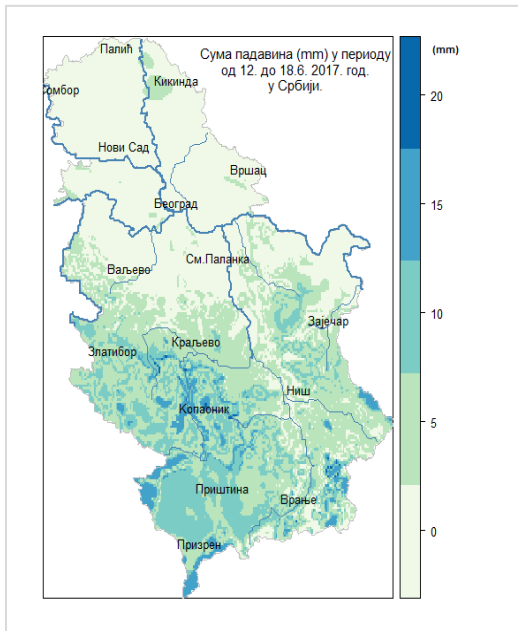 Палић
Сума падавина (mm) у периоду
од 12. до 18.6. 2017. год.
у Србији.
(mm)
Кикинда
омбор
20
Нови Сад
Вршац
Београд
15
См.Паланка
Ваљево
10
Зајечар
Краљево
Златибор
Ниш
Копаоник
5
Приштина
Врање
0
Призрен